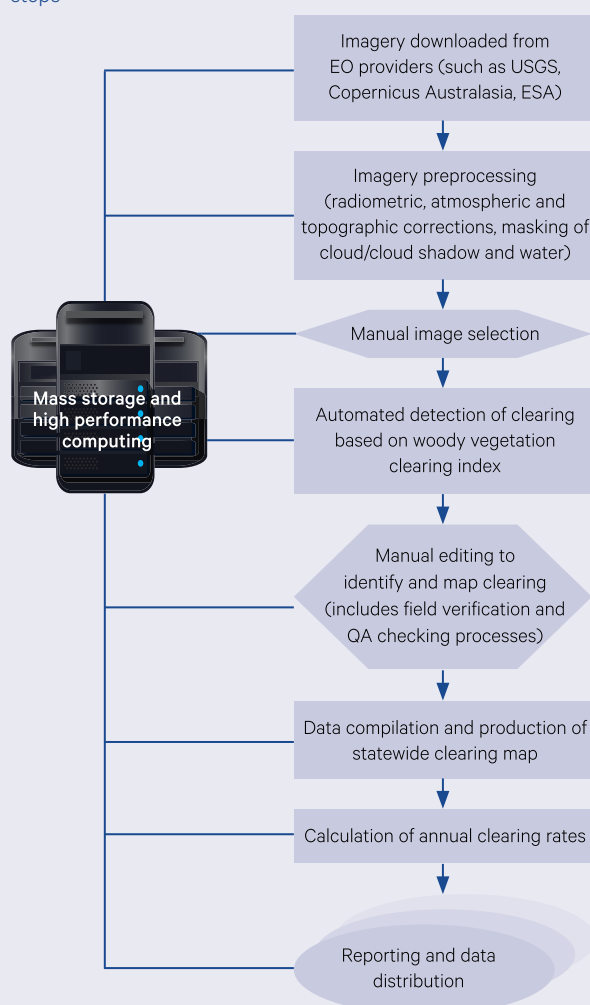 steps
Imagery downloaded from
EO providers (such as USGS,
Copernicus Australasia, ESA)
Imagery preprocessing
(radiometric, atmospheric and
topographic corrections, masking of
cloud/cloud shadow and water)
Manual image selection
Mass storage and
high performance
computing
Automated detection of clearing
based on woody vegetation
clearing index
Manual editing to
identify and map clearing
(includes field verification and
QA checking processes)
Data compilation and production of
statewide clearing map
Calculation of annual clearing rates
Reporting and data
distribution